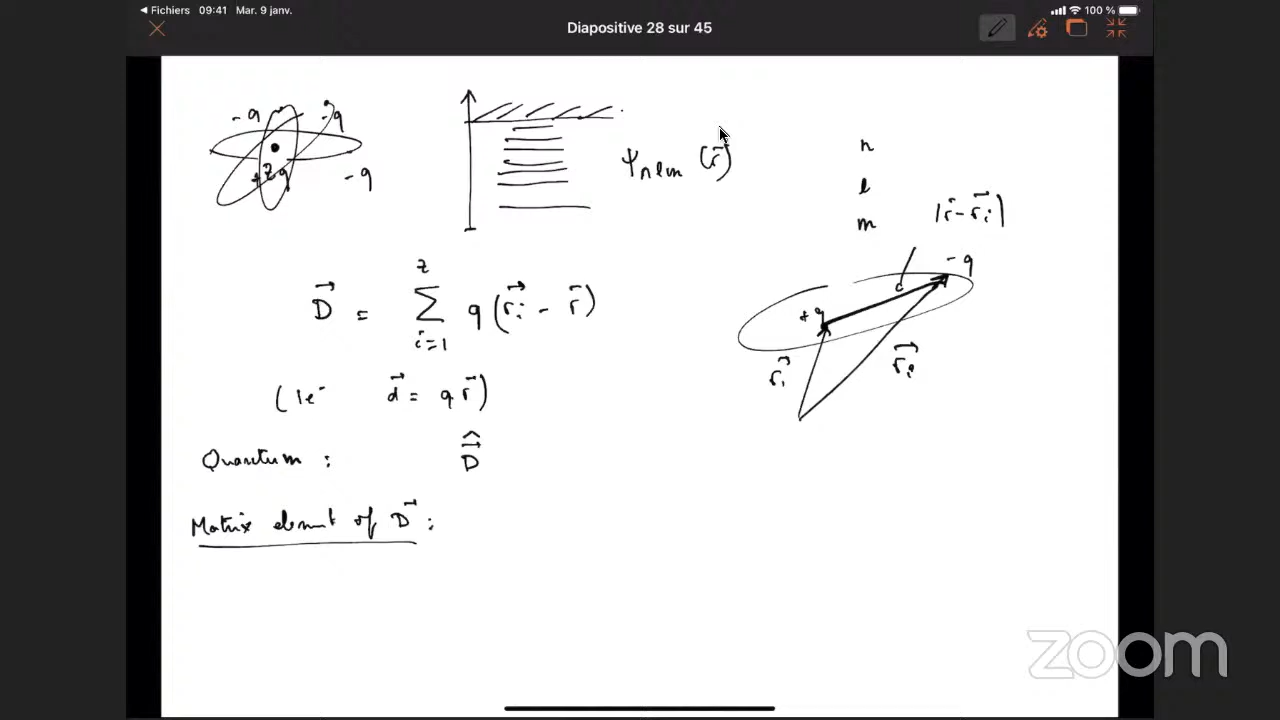 Fichiers 09:41 Mar. 9 janv. 100 %
Diapositive 28 sur 45
-q -q
+Zq -q
ψnlm (r⃗)
n
l
m
|r⃗ - r⃗i|
-q
+q
r⃗i r⃗i
D⃗ = Σ_{i=1}^{Z} q (r⃗i - r⃗)
(1e⁻ d⃗ = q r⃗)
Quantum : D⃗̂
Matrix element of D⃗ :
zoom